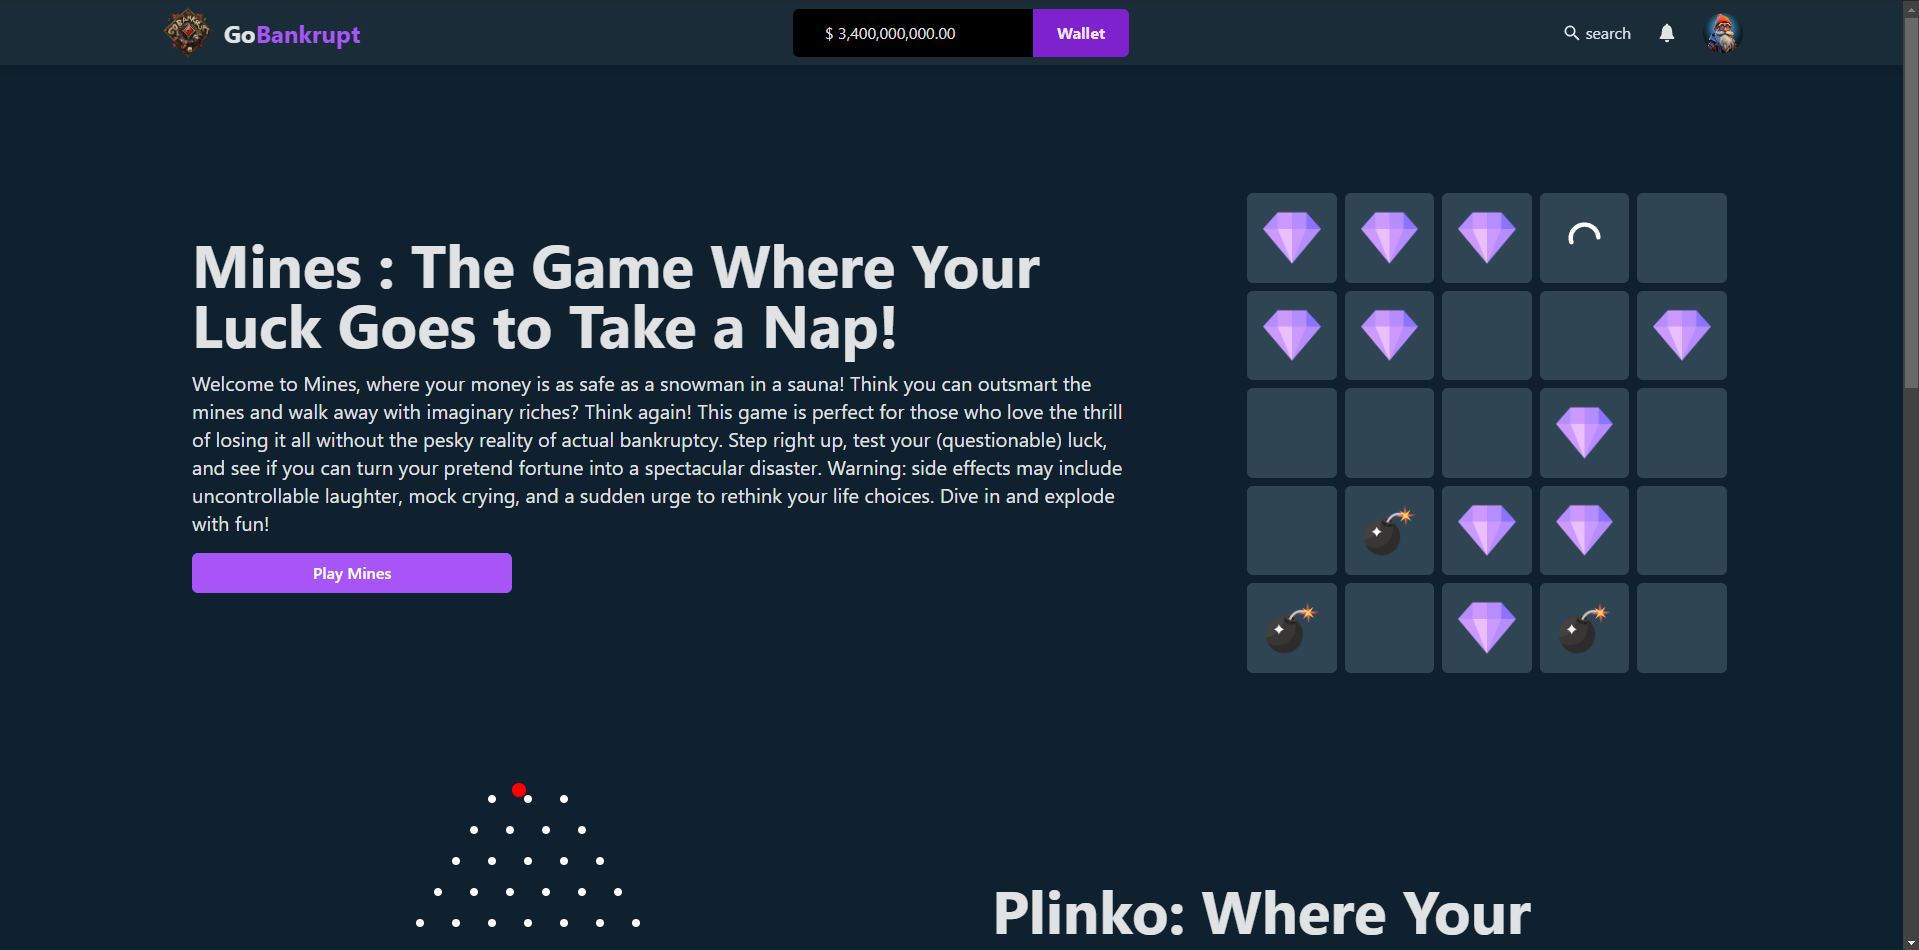 GoBankrupt
$ 3,400,000,000.00
Wallet
search
Mines : The Game Where Your
Luck Goes to Take a Nap!
Welcome to Mines, where your money is as safe as a snowman in a sauna! Think you can outsmart the
mines and walk away with imaginary riches? Think again! This game is perfect for those who love the thrill
of losing it all without the pesky reality of actual bankruptcy. Step right up, test your (questionable) luck,
and see if you can turn your pretend fortune into a spectacular disaster. Warning: side effects may include
uncontrollable laughter, mock crying, and a sudden urge to rethink your life choices. Dive in and explode
with fun!
Play Mines
Plinko: Where Your